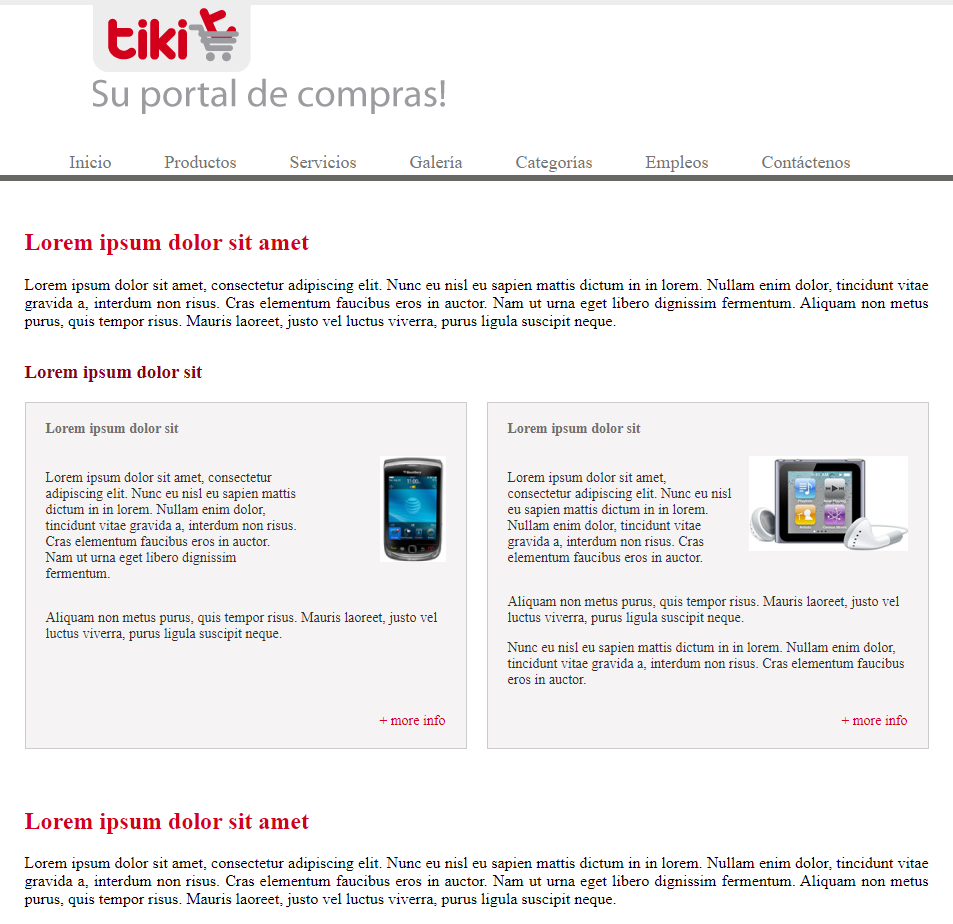 tiki
Su portal de compras!
Inicio Productos Servicios Galería Categorías Empleos Contáctenos
Lorem ipsum dolor sit amet
Lorem ipsum dolor sit amet, consectetur adipiscing elit. Nunc eu nisl eu sapien mattis dictum in in lorem. Nullam enim dolor, tincidunt vitae
gravida a, interdum non risus. Cras elementum faucibus eros in auctor. Nam ut urna eget libero dignissim fermentum. Aliquam non metus
purus, quis tempor risus. Mauris laoreet, justo vel luctus viverra, purus ligula suscipit neque.
Lorem ipsum dolor sit
Lorem ipsum dolor sit
Lorem ipsum dolor sit amet, consectetur
adipiscing elit. Nunc eu nisl eu sapien mattis
dictum in in lorem. Nullam enim dolor,
tincidunt vitae gravida a, interdum non risus.
Cras elementum faucibus eros in auctor.
Nam ut urna eget libero dignissim
fermentum.
Aliquam non metus purus, quis tempor risus. Mauris laoreet, justo vel
luctus viverra, purus ligula suscipit neque.
+ more info
Lorem ipsum dolor sit
Lorem ipsum dolor sit amet,
consectetur adipiscing elit. Nunc eu nisl
eu sapien mattis dictum in in lorem.
Nullam enim dolor, tincidunt vitae
gravida a, interdum non risus. Cras
elementum faucibus eros in auctor.
Aliquam non metus purus, quis tempor risus. Mauris laoreet, justo vel
luctus viverra, purus ligula suscipit neque.
Nunc eu nisl eu sapien mattis dictum in in lorem. Nullam enim dolor,
tincidunt vitae gravida a, interdum non risus. Cras elementum faucibus
eros in auctor.
+ more info
Lorem ipsum dolor sit amet
Lorem ipsum dolor sit amet, consectetur adipiscing elit. Nunc eu nisl eu sapien mattis dictum in in lorem. Nullam enim dolor, tincidunt vitae
gravida a, interdum non risus. Cras elementum faucibus eros in auctor. Nam ut urna eget libero dignissim fermentum. Aliquam non metus
purus, quis tempor risus. Mauris laoreet, justo vel luctus viverra, purus ligula suscipit neque.